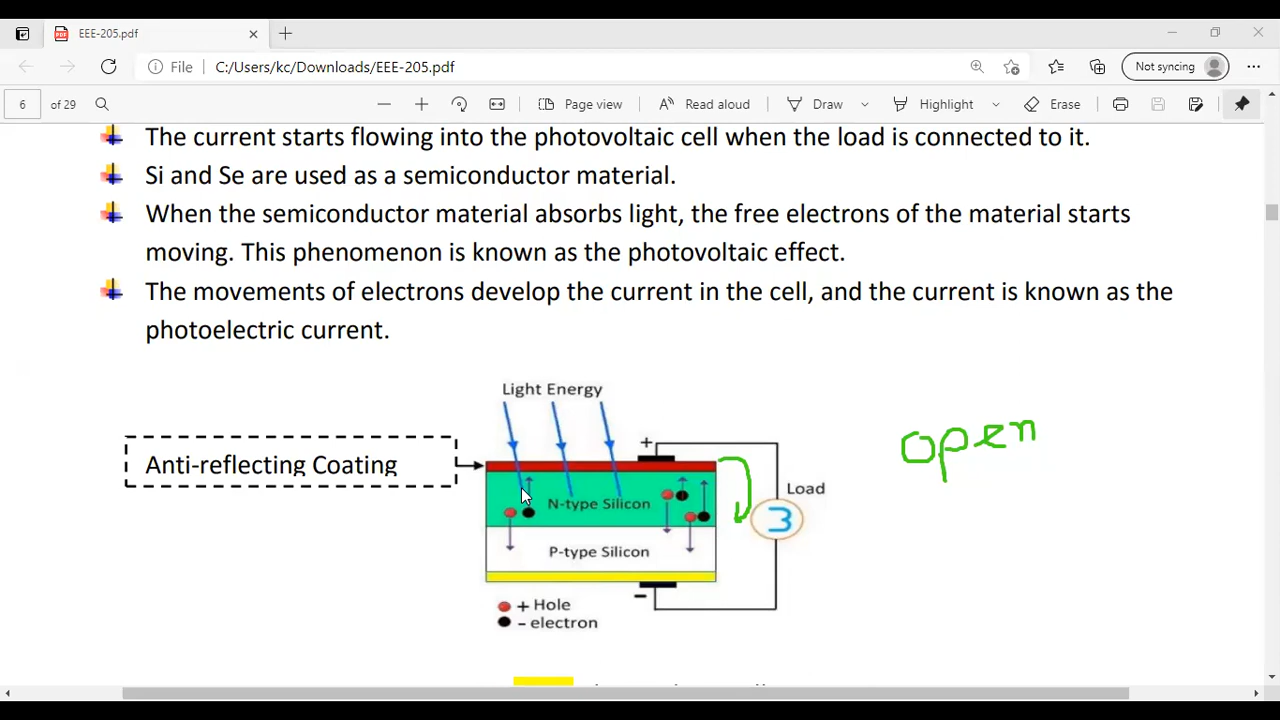 EEE-205.pdf
File
C:/Users/kc/Downloads/EEE-205.pdf
Not syncing
6 of 29
Page view
Read aloud
Draw
Highlight
Erase
The current starts flowing into the photovoltaic cell when the load is connected to it.
Si and Se are used as a semiconductor material.
When the semiconductor material absorbs light, the free electrons of the material starts
moving. This phenomenon is known as the photovoltaic effect.
The movements of electrons develop the current in the cell, and the current is known as the
photoelectric current.
Light Energy
open
+
Anti-reflecting Coating
Load
N-type Silicon
3
P-type Silicon
-
+ Hole
- electron